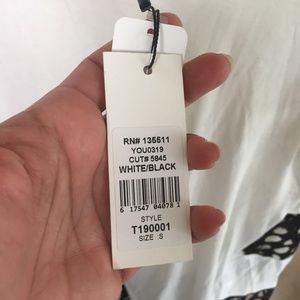 RN# 135511
YOU0319
CUT# 5845
WHITE/BLACK
6 17547 04078 1
STYLE
T190001
SIZE :S